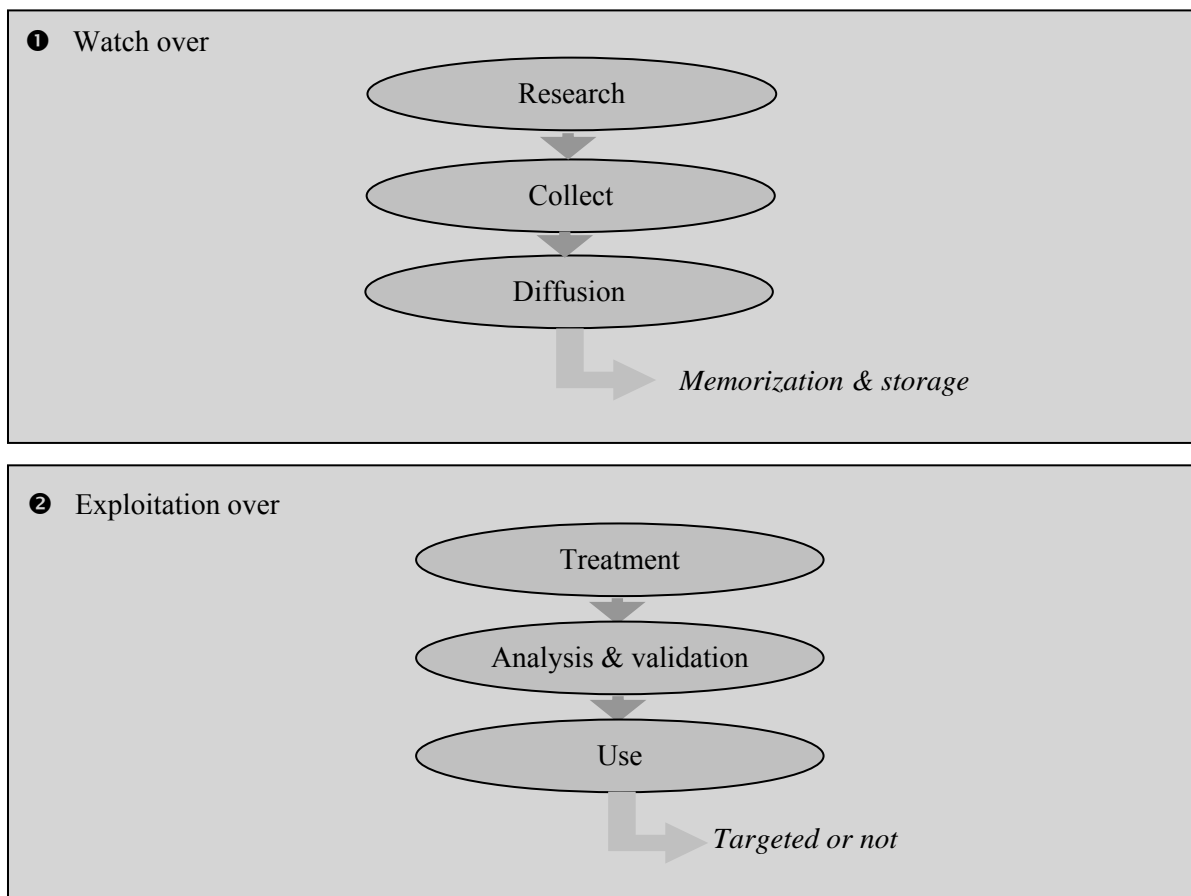 ❶ Watch over
Research
Collect
Diffusion
Memorization & storage
❷ Exploitation over
Treatment
Analysis & validation
Use
Targeted or not